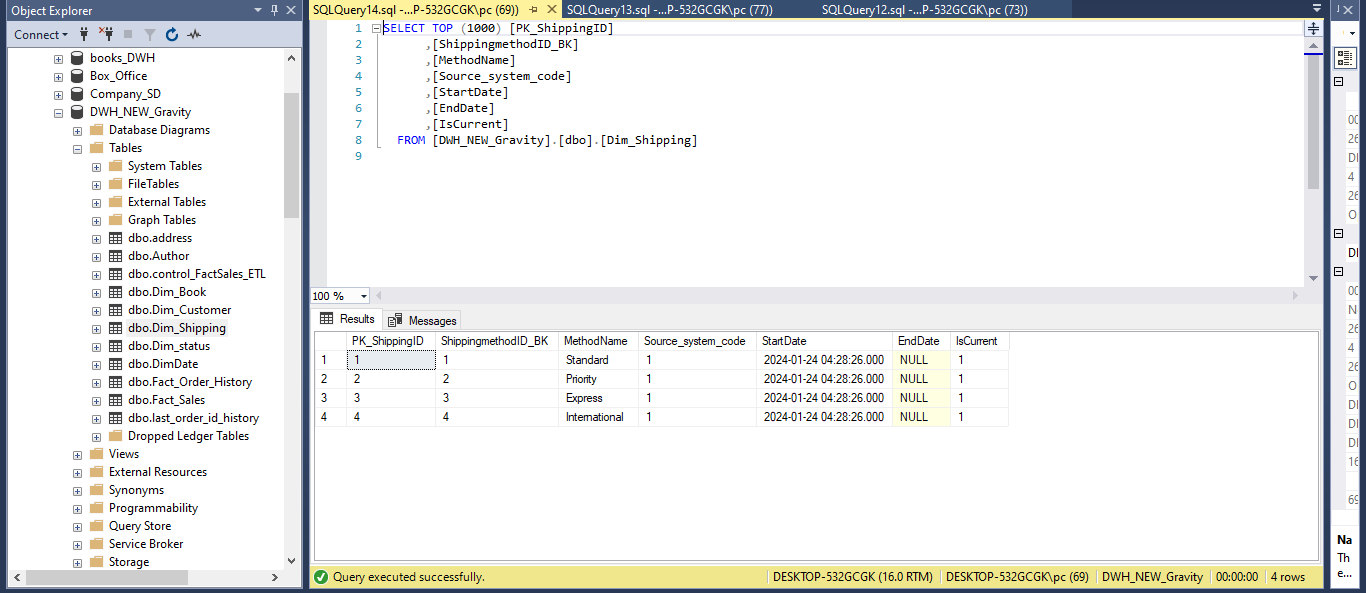 Object Explorer
Connect
books_DWH
Box_Office
Company_SD
DWH_NEW_Gravity
Database Diagrams
Tables
System Tables
FileTables
External Tables
Graph Tables
dbo.address
dbo.Author
dbo.control_FactSales_ETL
dbo.Dim_Book
dbo.Dim_Customer
dbo.Dim_Shipping
dbo.Dim_status
dbo.DimDate
dbo.Fact_Order_History
dbo.Fact_Sales
dbo.last_order_id_history
Dropped Ledger Tables
Views
External Resources
Synonyms
Programmability
Query Store
Service Broker
Storage
SQLQuery14.sql -...P-532GCGK\pc (69)) SQLQuery13.sql -...P-532GCGK\pc (77)) SQLQuery12.sql -...P-532GCGK\pc (73))
1 SELECT TOP (1000) [PK_ShippingID]
2 ,[ShippingmethodID_BK]
3 ,[MethodName]
4 ,[Source_system_code]
5 ,[StartDate]
6 ,[EndDate]
7 ,[IsCurrent]
8 FROM [DWH_NEW_Gravity].[dbo].[Dim_Shipping]
9
100 %
Results Messages
PK_ShippingID ShippingmethodID_BK MethodName Source_system_code StartDate EndDate IsCurrent
1 1 1 Standard 1 2024-01-24 04:28:26.000 NULL 1
2 2 2 Priority 1 2024-01-24 04:28:26.000 NULL 1
3 3 3 Express 1 2024-01-24 04:28:26.000 NULL 1
4 4 4 International 1 2024-01-24 04:28:26.000 NULL 1
Query executed successfully. DESKTOP-532GCGK (16.0 RTM) DESKTOP-532GCGK\pc (69) DWH_NEW_Gravity 00:00:00 4 rows
00
26
4
26
00
26
4
26
16
69
Na
Th
e...